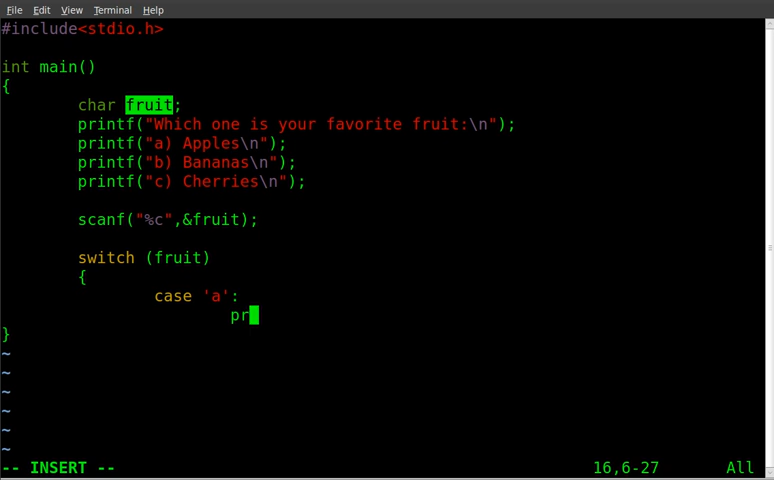 File Edit View Terminal Help
#include<stdio.h>
int main()
{
char fruit;
printf("Which one is your favorite fruit:\n");
printf("a) Apples\n");
printf("b) Bananas\n");
printf("c) Cherries\n");
scanf("%c",&fruit);
switch (fruit)
{
case 'a':
pr
}
~
~
~
~
~
~
-- INSERT -- 16,6-27 All